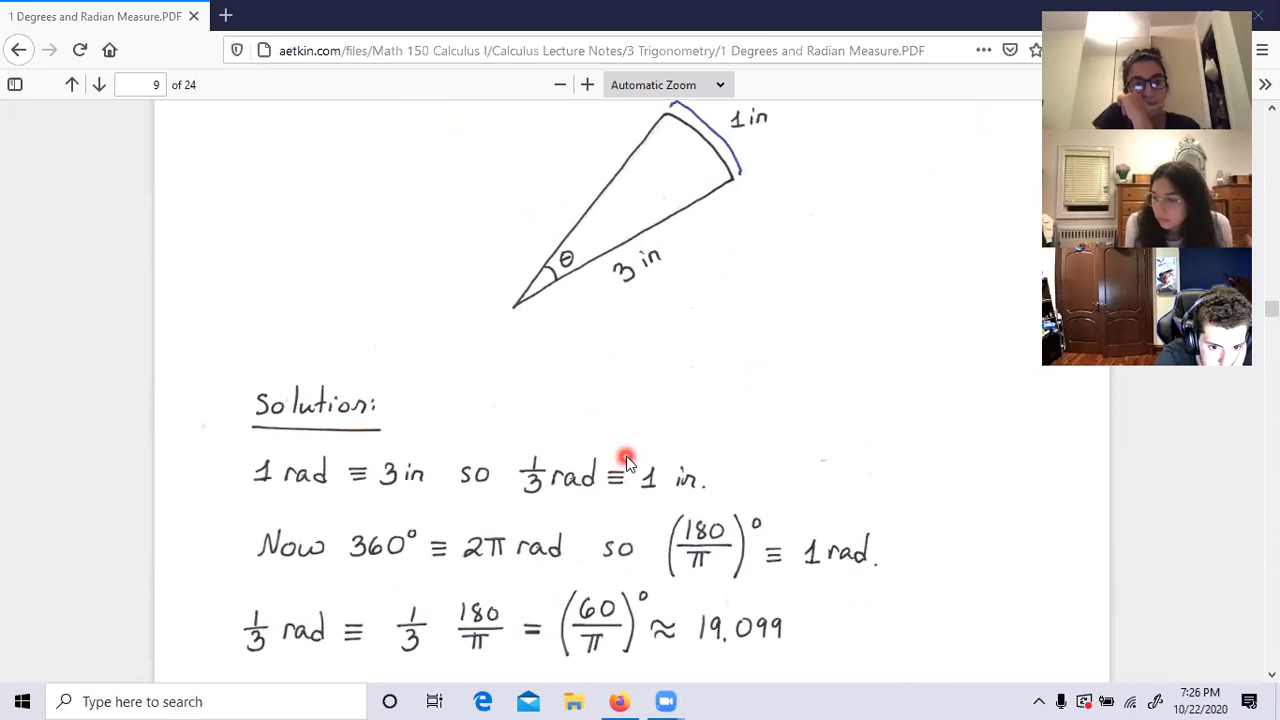 1 Degrees and Radian Measure.PDF
aetkin.com/files/Math 150 Calculus I/Calculus Lecture Notes/3 Trigonometry/1 Degrees and Radian Measure.PDF
9 of 24
Automatic Zoom
1 in
θ
3 in
Solution:
1 rad ≡ 3 in so 1/3 rad ≡ 1 in.
Now 360° ≡ 2π rad so (180/π)° ≡ 1 rad.
1/3 rad ≡ 1/3 180/π = (60/π)° ≈ 19.099
Type here to search
7:26 PM
10/22/2020